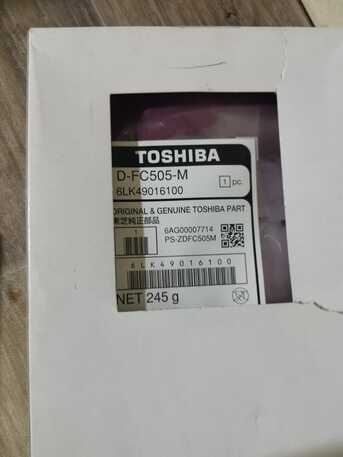 TOSHIBA
D-FC505-M
6LK49016100
1 pc.
ORIGINAL & GENUINE TOSHIBA PART
東芝純正部品
1
6AG00007714
PS-ZDFC505M
6LK49016100
NET 245 g